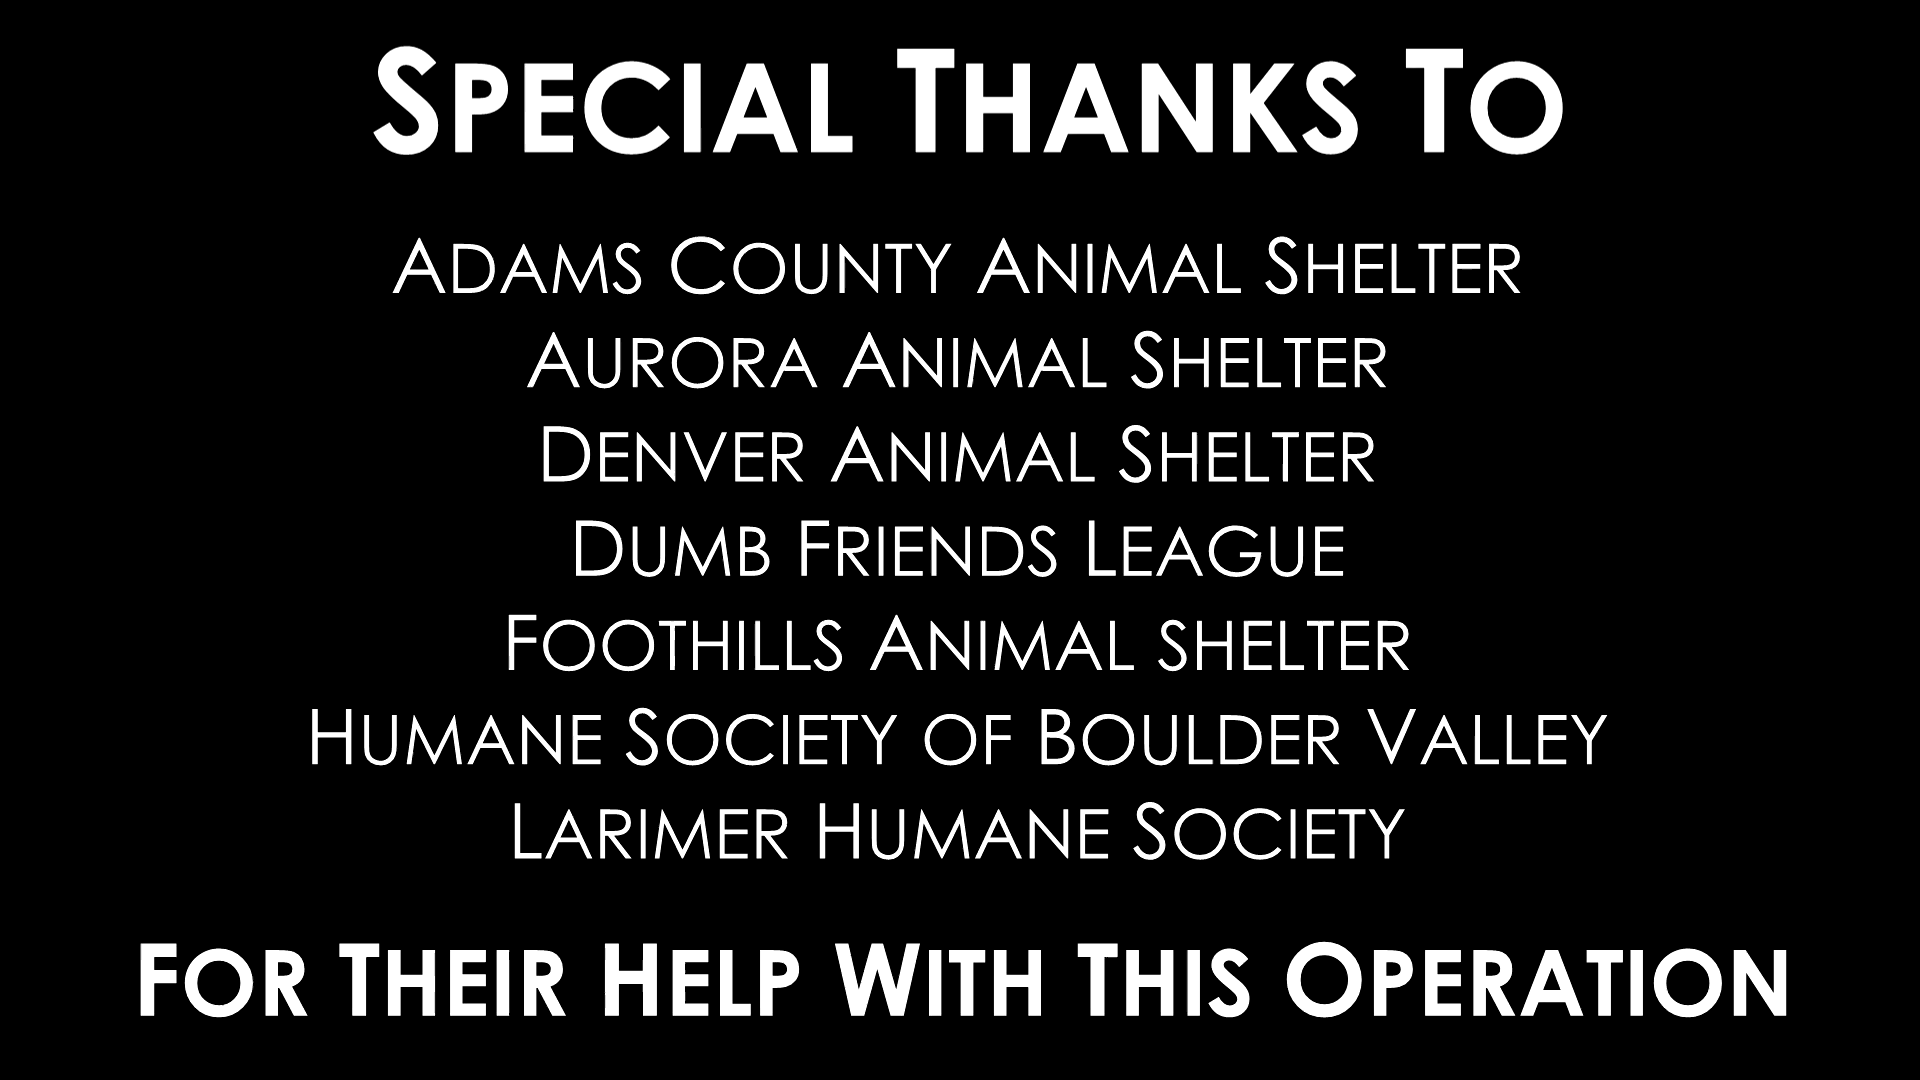 SPECIAL THANKS TO
ADAMS COUNTY ANIMAL SHELTER
AURORA ANIMAL SHELTER
DENVER ANIMAL SHELTER
DUMB FRIENDS LEAGUE
FOOTHILLS ANIMAL SHELTER
HUMANE SOCIETY OF BOULDER VALLEY
LARIMER HUMANE SOCIETY
FOR THEIR HELP WITH THIS OPERATION